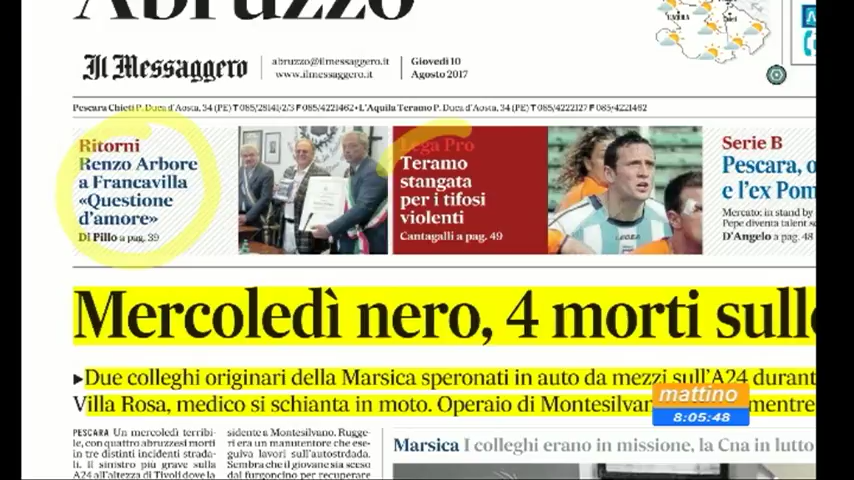 Abruzzo
Il Messaggero
abruzzo@ilmessaggero.it
www.ilmessaggero.it
Giovedì 10
Agosto 2017
L'AQUILA
Pescara Chieti P. Duca d'Aosta, 34 (PE) T 085/28141/2/3 F 085/4221462 • L'Aquila Teramo P. Duca d'Aosta, 34 (PE) T 085/4222127 F 085/4221462
Ritorni
Renzo Arbore
a Francavilla
«Questione
d'amore»
Di Pillo a pag. 39
Lega Pro
Teramo
stangata
per i tifosi
violenti
Cantagalli a pag. 49
Serie B
Pescara, o
e l'ex Pom
Mercato: in stand by
Pepe diventa talent s
D'Angelo a pag. 48
Mercoledì nero, 4 morti sulle
▸Due colleghi originari della Marsica speronati in auto da mezzi sull'A24 durant
Villa Rosa, medico si schianta in moto. Operaio di Montesilvan mentre
mattino
8:05:48
PESCARA Un mercoledì terribi-
le, con quattro abruzzesi morti
in tre distinti incidenti strada-
li. Il sinistro più grave sulla
A24 all'altezza di Tivoli dove la
sidente a Montesilvano. Rugge-
ri era un manutentore che ese-
guiva lavori sull'autostrada.
Sembra che il giovane sia sceso
dal furgoncino per recuperare
Marsica I colleghi erano in missione, la Cna in lutto